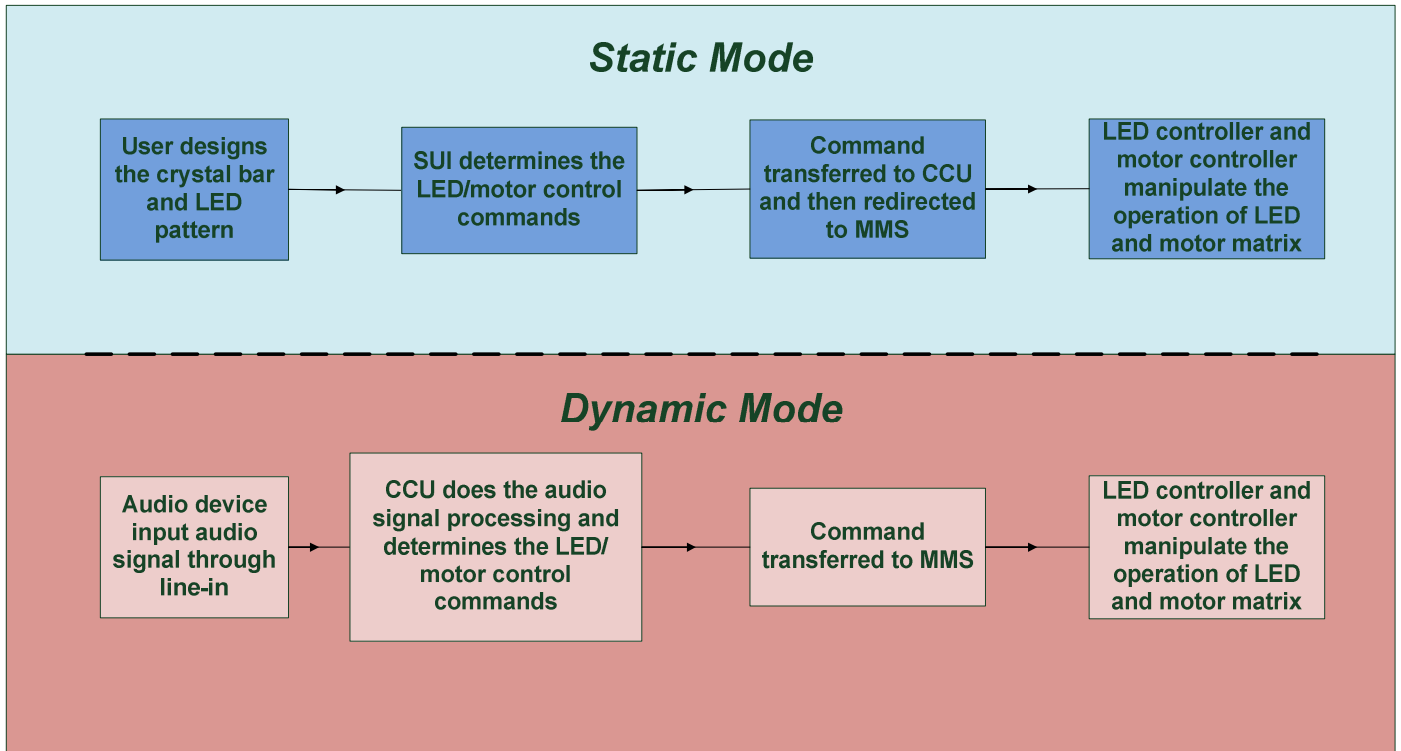 Static Mode
User designs
the crystal bar
and LED
pattern
SUI determines the
LED/motor control
commands
Command
transferred to CCU
and then redirected
to MMS
LED controller and
motor controller
manipulate the
operation of LED
and motor matrix
Dynamic Mode
Audio device
input audio
signal through
line-in
CCU does the audio
signal processing and
determines the LED/
motor control
commands
Command
transferred to MMS
LED controller and
motor controller
manipulate the
operation of LED
and motor matrix